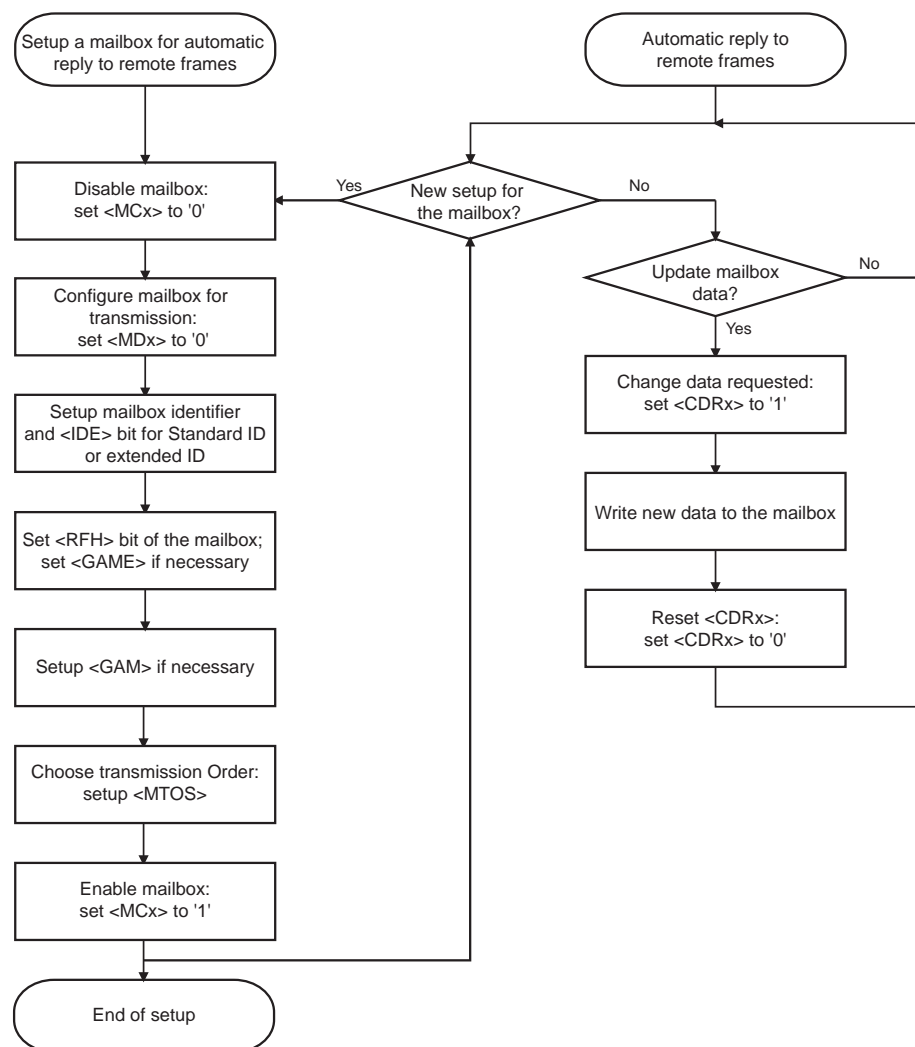 Setup a mailbox for automatic
reply to remote frames
Disable mailbox:
set <MCx> to '0'
Configure mailbox for
transmission:
set <MDx> to '0'
Setup mailbox identifier
and <IDE> bit for Standard ID
or extended ID
Set <RFH> bit of the mailbox;
set <GAME> if necessary
Setup <GAM> if necessary
Choose transmission Order:
setup <MTOS>
Enable mailbox:
set <MCx> to '1'
End of setup
Automatic reply to
remote frames
Yes
New setup for
the mailbox?
No
Update mailbox
data?
No
Yes
Change data requested:
set <CDRx> to '1'
Write new data to the mailbox
Reset <CDRx>:
set <CDRx> to '0'